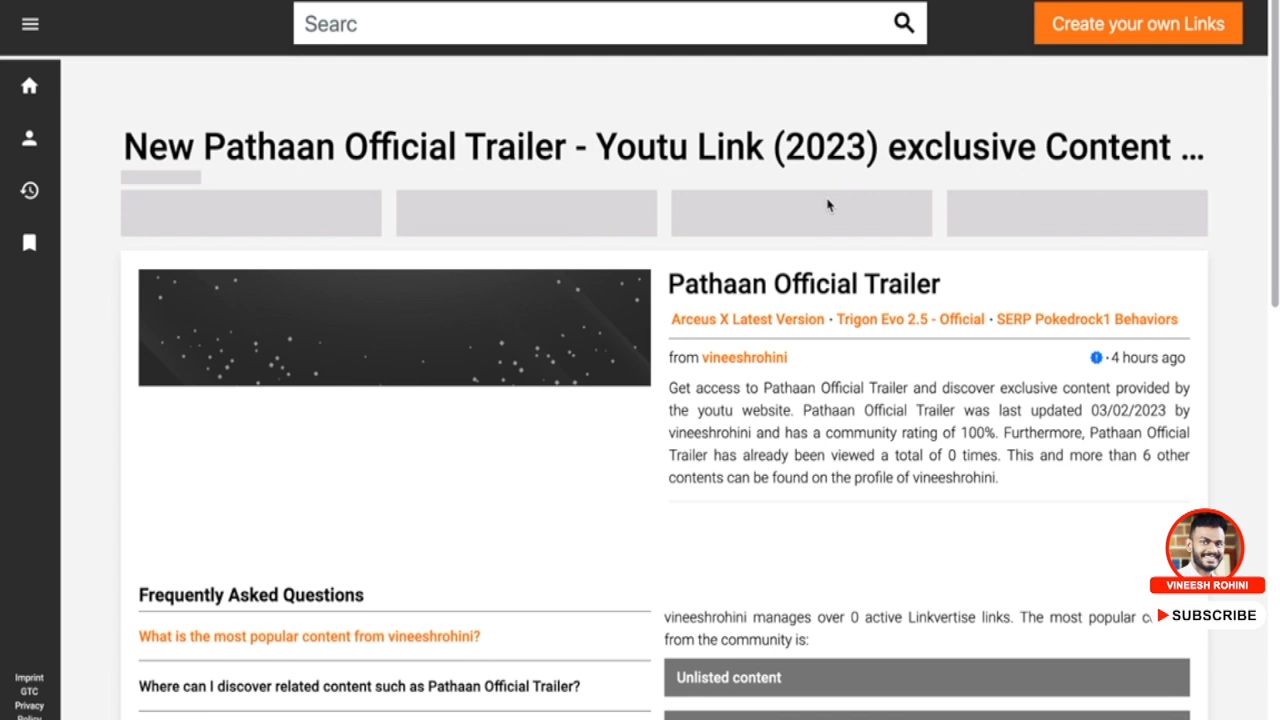 Searc
Create your own Links
New Pathaan Official Trailer - Youtu Link (2023) exclusive Content ...
Pathaan Official Trailer
Arceus X Latest Version · Trigon Evo 2.5 - Official · SERP Pokedrock1 Behaviors
from vineeshrohini
· 4 hours ago
Get access to Pathaan Official Trailer and discover exclusive content provided by
the youtu website. Pathaan Official Trailer was last updated 03/02/2023 by
vineeshrohini and has a community rating of 100%. Furthermore, Pathaan Official
Trailer has already been viewed a total of 0 times. This and more than 6 other
contents can be found on the profile of vineeshrohini.
VINEESH ROHINI
SUBSCRIBE
Frequently Asked Questions
What is the most popular content from vineeshrohini?
Where can I discover related content such as Pathaan Official Trailer?
vineeshrohini manages over 0 active Linkvertise links. The most popular
from the community is:
Unlisted content
Imprint
GTC
Privacy
Policy